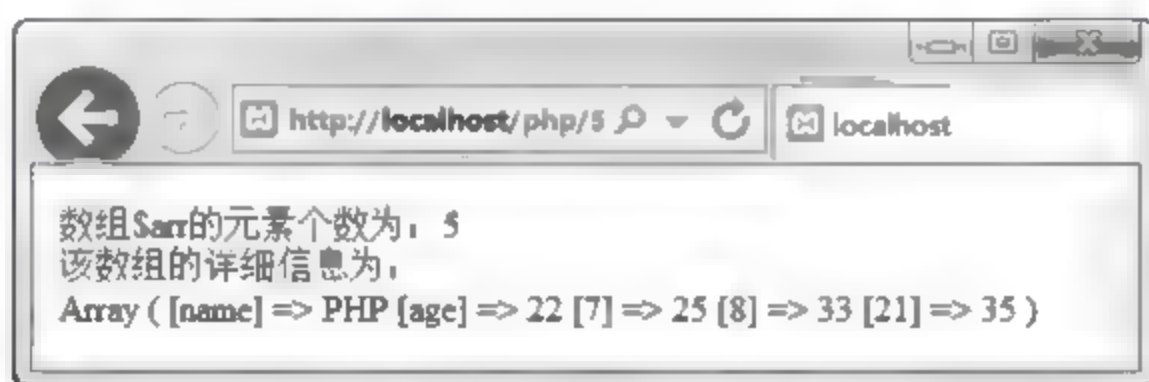 http://localhost/php/5
localhost
数组$arr的元素个数为：5
该数组的详细信息为：
Array ( [name] => PHP [age] => 22 [7] => 25 [8] => 33 [21] => 35 )